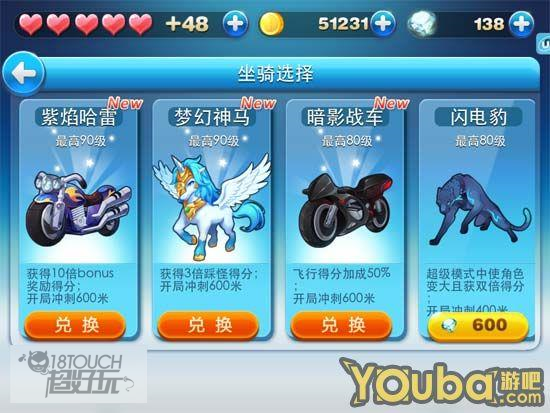 +48
51231
138
坐骑选择
紫焰哈雷
New
最高90级
获得10倍bonus
奖励得分;
开局冲刺600米
兑 换
梦幻神马
New
最高90级
获得3倍踩怪得分;
开局冲刺600米
兑 换
暗影战车
New
最高80级
飞行得分加成50%
;
开局冲刺600米
兑 换
闪电豹
最高80级
超级模式中使角色
变大且获双倍得分
;
开局冲刺400米
600
18TOUCH
超好玩
Youba
游吧